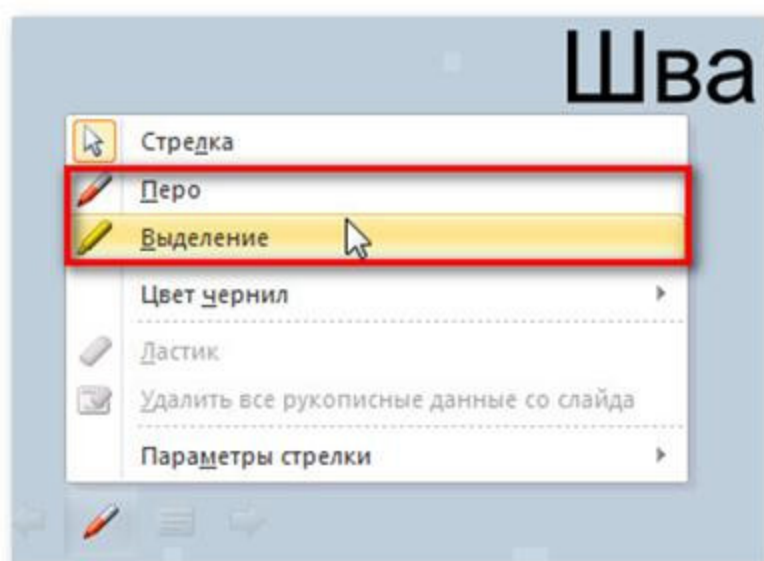 Шва
Стрелка
Перо
Выделение
Цвет чернил
Ластик
Удалить все рукописные данные со слайда
Параметры стрелки